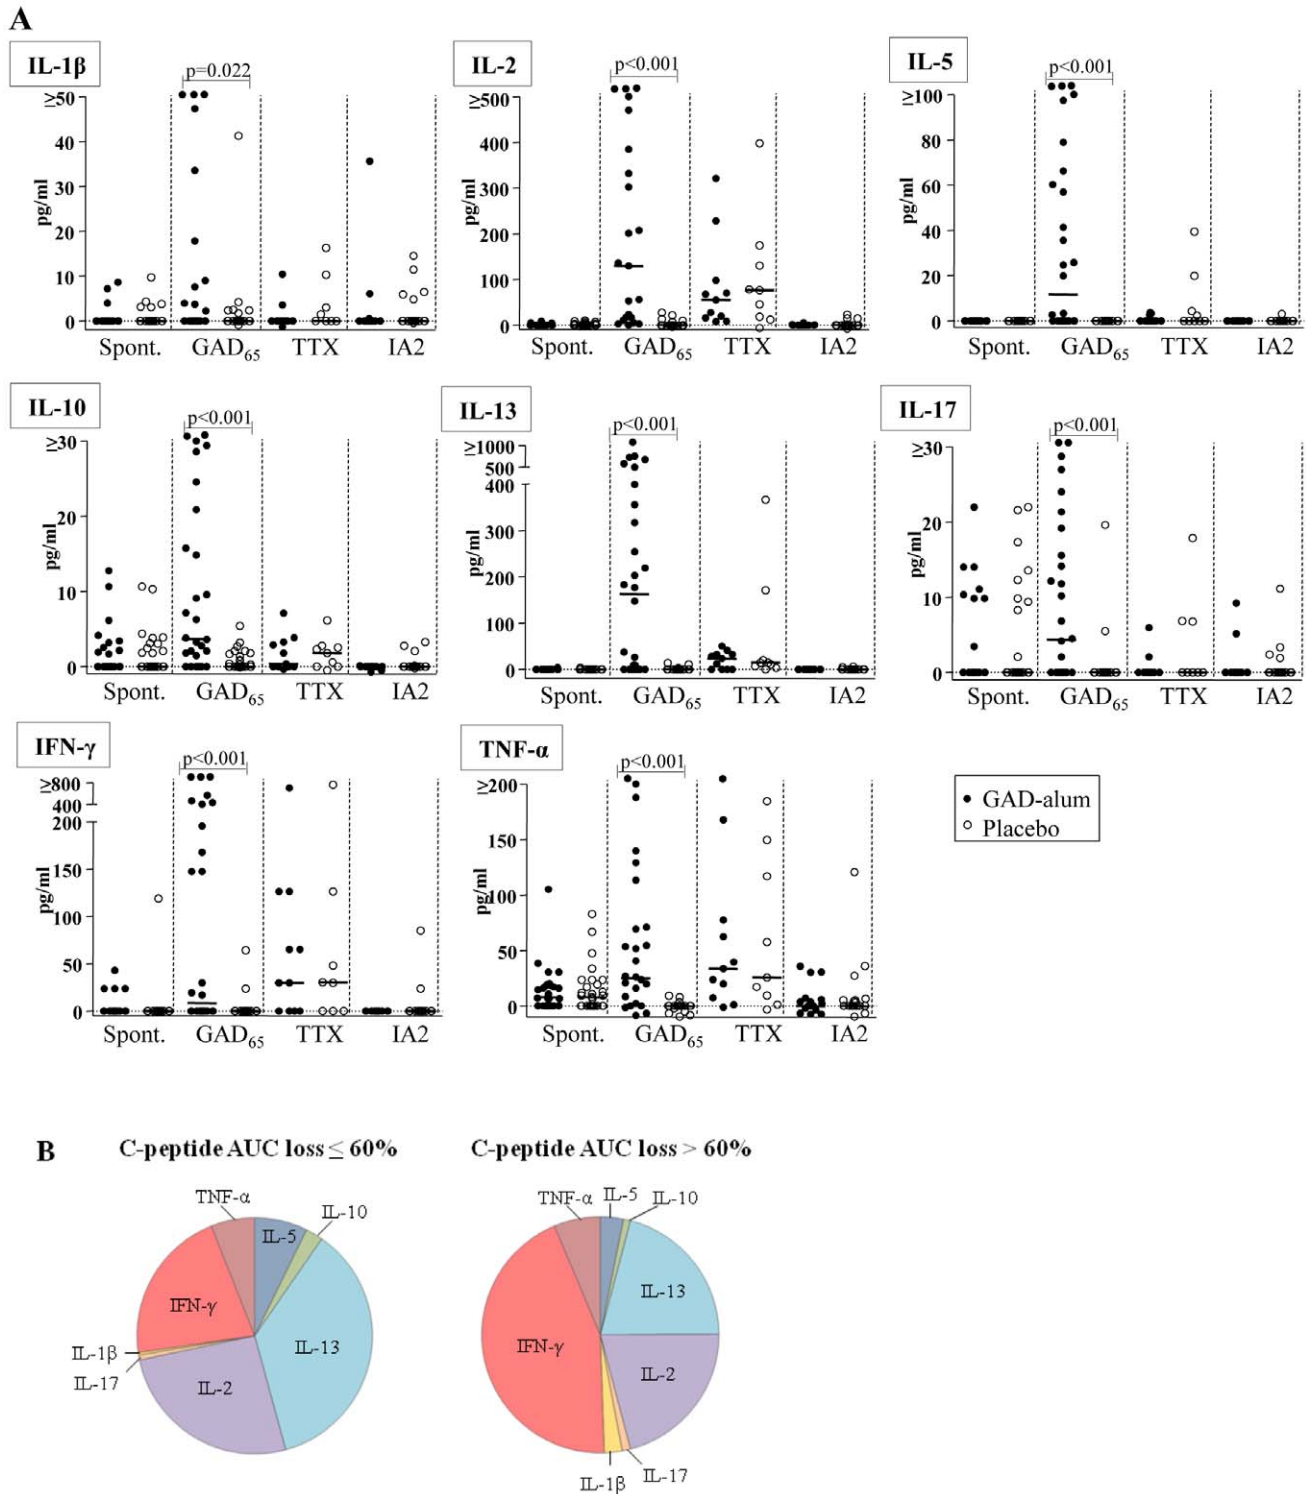 A
IL-1β
p=0.022
≥50
40
30
20
10
0
pg/ml
Spont. GAD65 TTX IA2
IL-2
p<0.001
≥500
400
300
200
100
0
pg/ml
Spont. GAD65 TTX IA2
IL-5
p<0.001
≥100
80
60
40
20
0
pg/ml
Spont. GAD65 TTX IA2
IL-10
p<0.001
≥30
20
10
0
pg/ml
Spont. GAD65 TTX IA2
IL-13
p<0.001
≥1000
500
400
300
200
100
0
pg/ml
Spont. GAD65 TTX IA2
IL-17
p<0.001
≥30
20
10
0
pg/ml
Spont. GAD65 TTX IA2
IFN-γ
p<0.001
≥800
400
200
150
100
50
0
pg/ml
Spont. GAD65 TTX IA2
TNF-α
p<0.001
≥200
150
100
50
0
pg/ml
Spont. GAD65 TTX IA2
GAD-alum
Placebo
B
C-peptide AUC loss ≤ 60%
TNF-α
IL-5
IL-10
IFN-γ
IL-13
IL-1β
IL-17
IL-2
C-peptide AUC loss > 60%
TNF-α
IL-5
IL-10
IL-13
IFN-γ
IL-2
IL-17
IL-1β